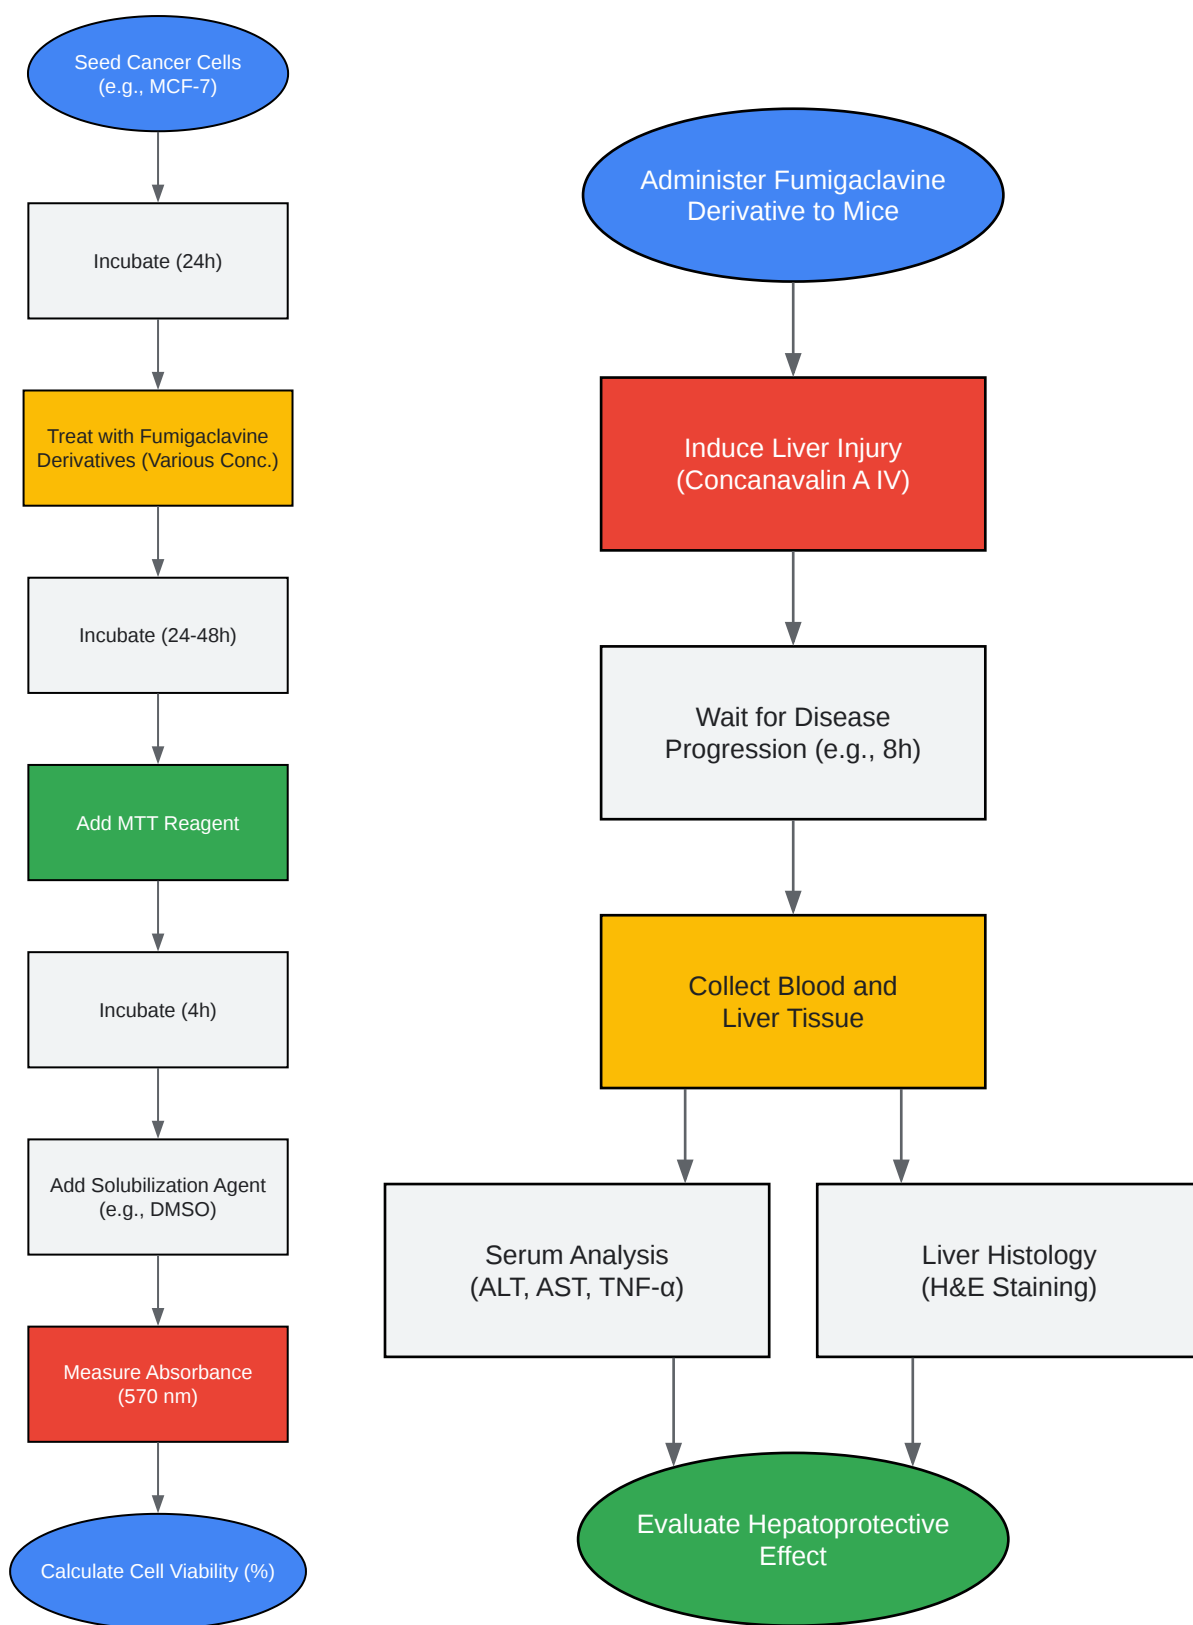 Seed Cancer Cells
(e.g., MCF-7)
Incubate (24h)
Treat with Fumigaclavine
Derivatives (Various Conc.)
Incubate (24-48h)
Add MTT Reagent
Incubate (4h)
Add Solubilization Agent
(e.g., DMSO)
Measure Absorbance
(570 nm)
Calculate Cell Viability (%)
Administer Fumigaclavine
Derivative to Mice
Induce Liver Injury
(Concanavalin A IV)
Wait for Disease
Progression (e.g., 8h)
Collect Blood and
Liver Tissue
Serum Analysis
(ALT, AST, TNF-α)
Liver Histology
(H&E Staining)
Evaluate Hepatoprotective
Effect